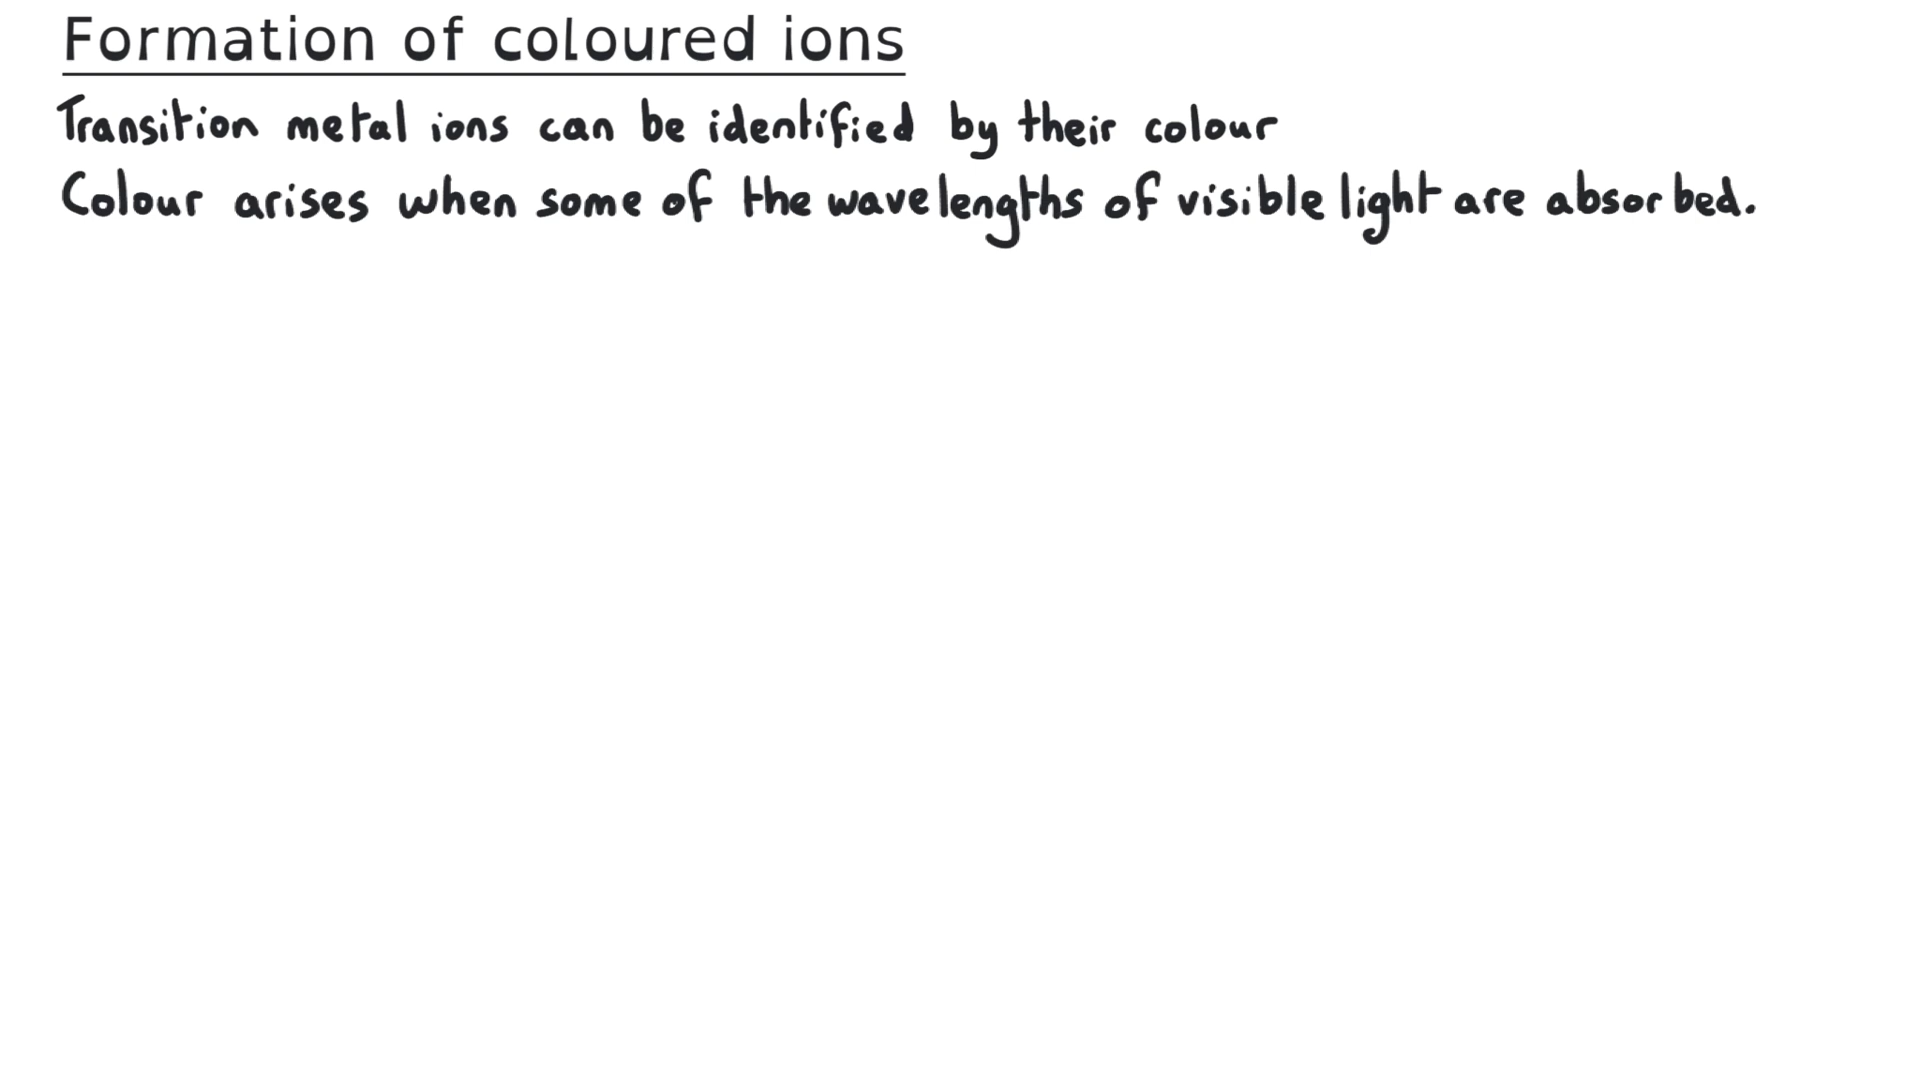 Formation of coloured ions
Transition metal ions can be identified by their colour
Colour arises when some of the wavelengths of visible light are absorbed.